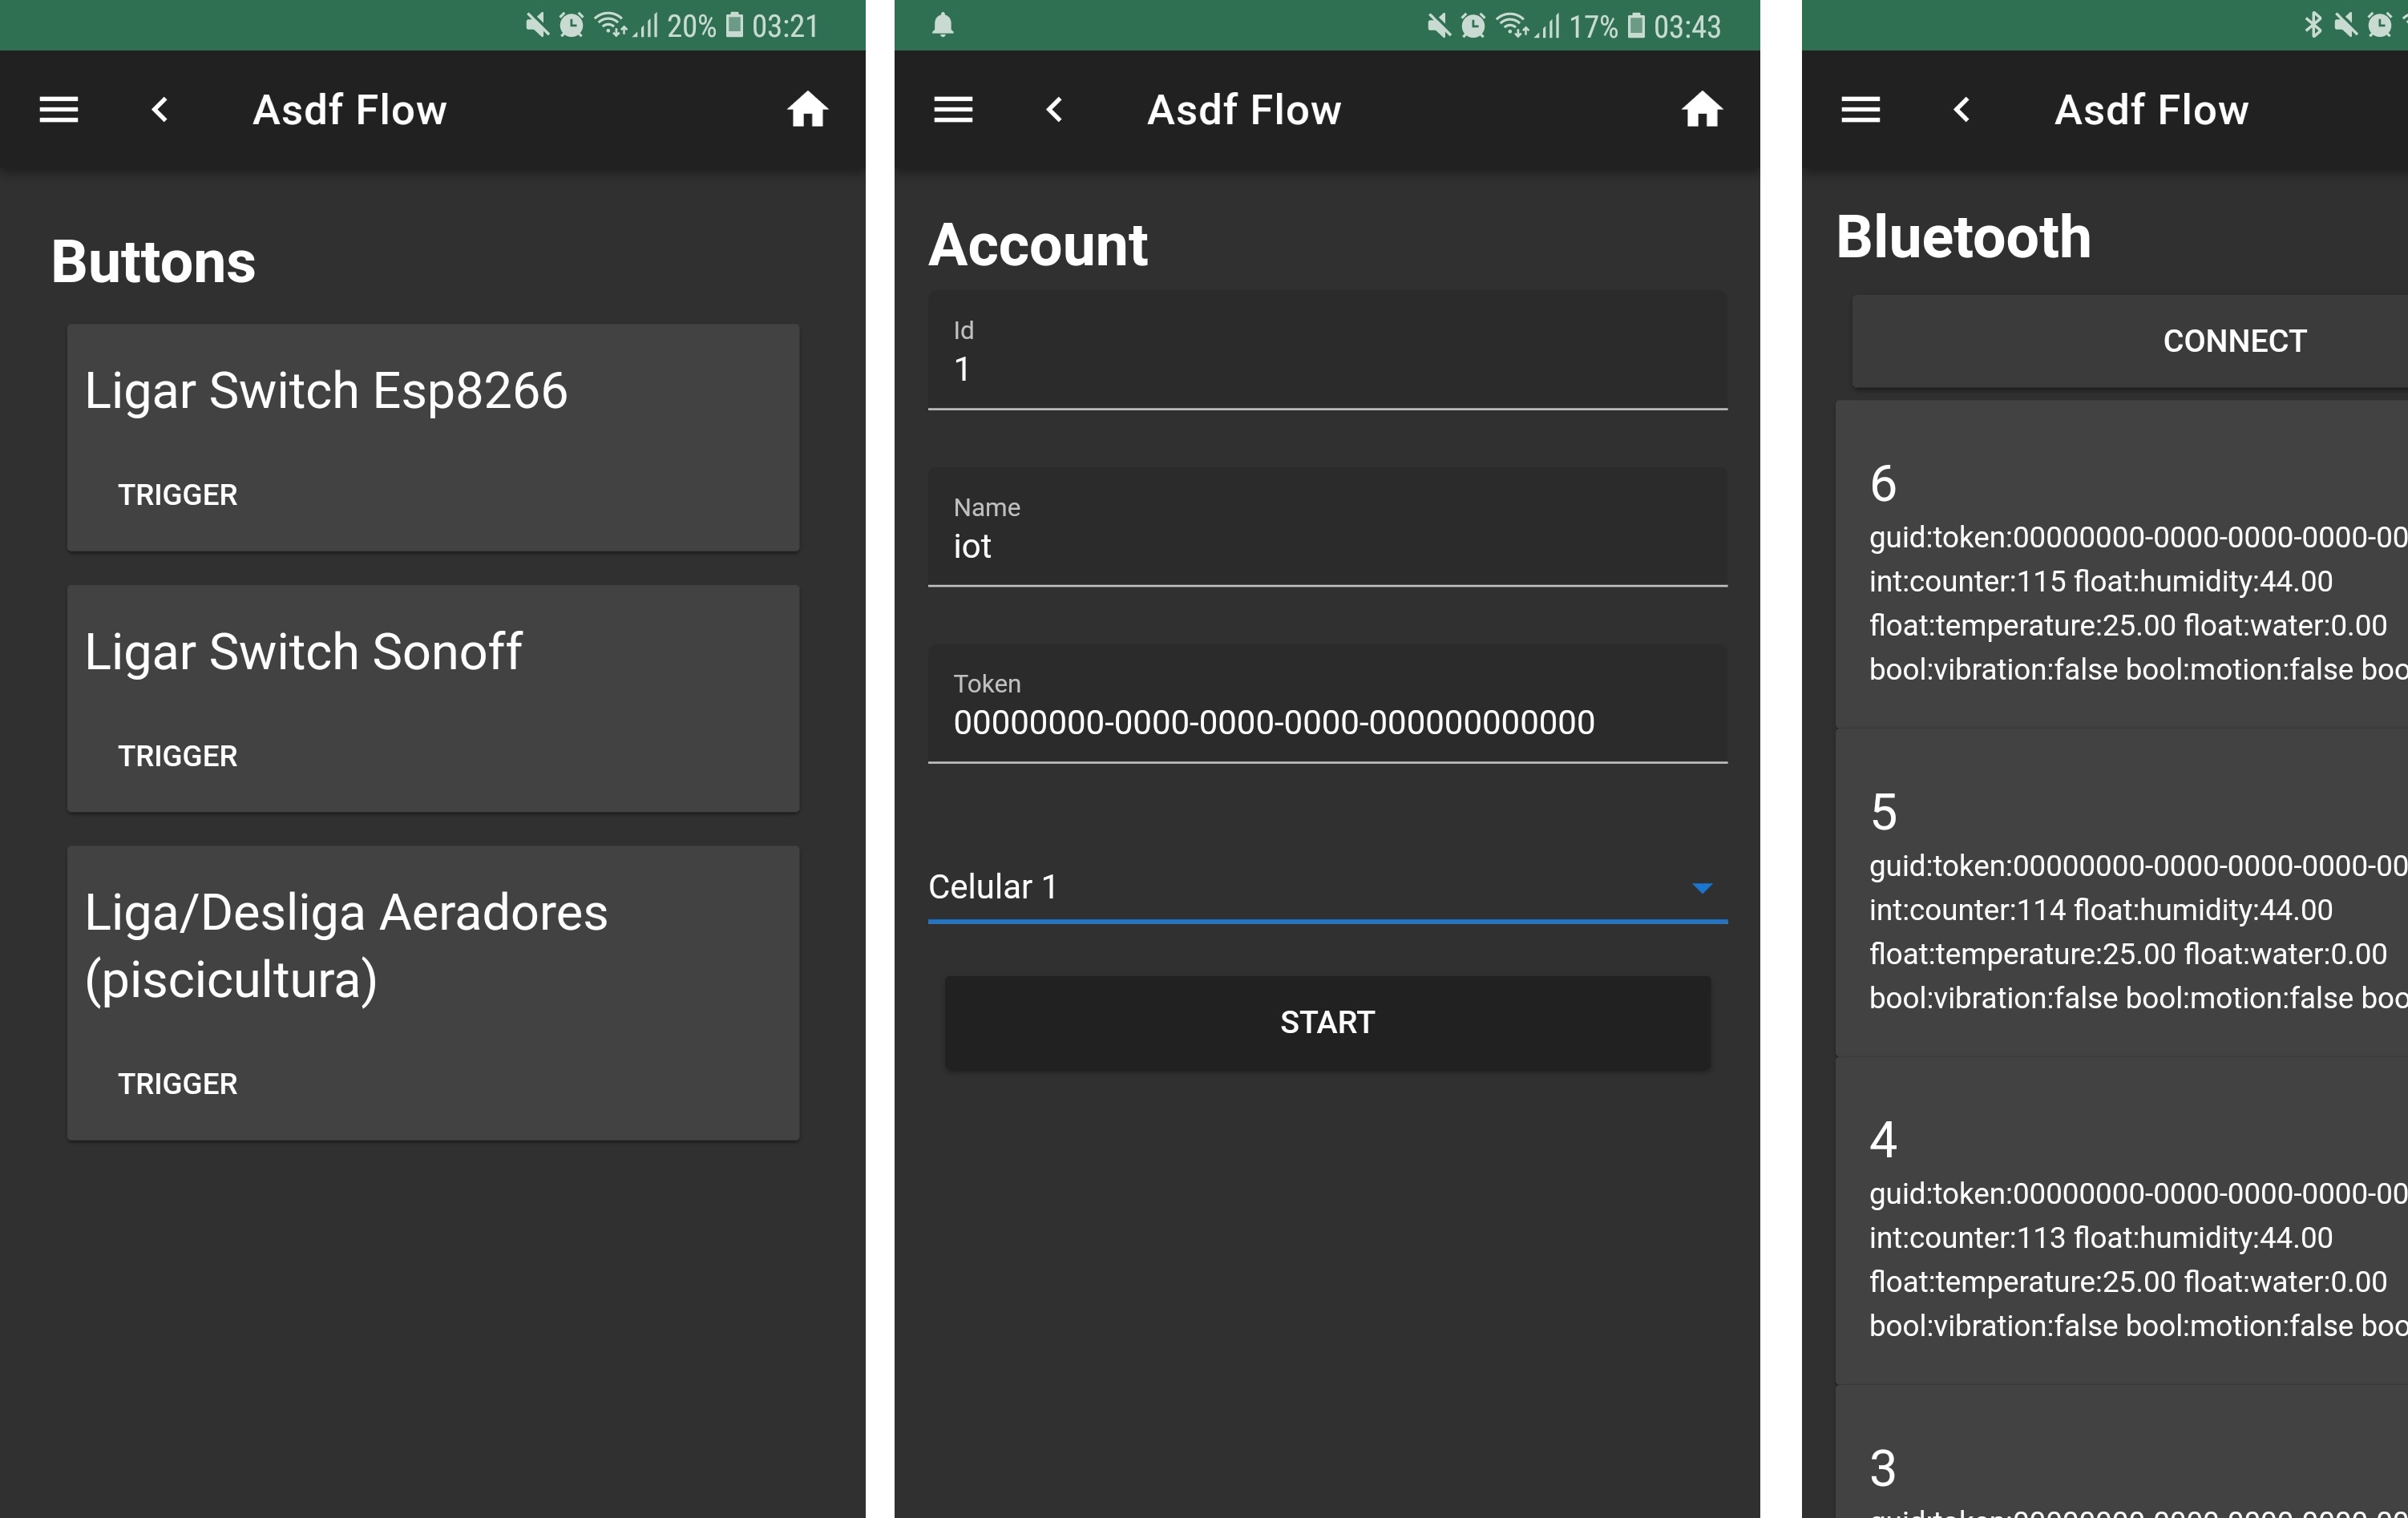 20% 03:21
Asdf Flow
Buttons
Ligar Switch Esp8266
TRIGGER
Ligar Switch Sonoff
TRIGGER
Liga/Desliga Aeradores
(piscicultura)
TRIGGER
17% 03:43
Asdf Flow
Account
Id
1
Name
iot
Token
00000000-0000-0000-0000-000000000000
Celular 1
START
Asdf Flow
Bluetooth
CONNECT
6
guid:token:00000000-0000-0000-0000-00
int:counter:115 float:humidity:44.00
float:temperature:25.00 float:water:0.00
bool:vibration:false bool:motion:false boo
5
guid:token:00000000-0000-0000-0000-00
int:counter:114 float:humidity:44.00
float:temperature:25.00 float:water:0.00
bool:vibration:false bool:motion:false boo
4
guid:token:00000000-0000-0000-0000-00
int:counter:113 float:humidity:44.00
float:temperature:25.00 float:water:0.00
bool:vibration:false bool:motion:false boo
3